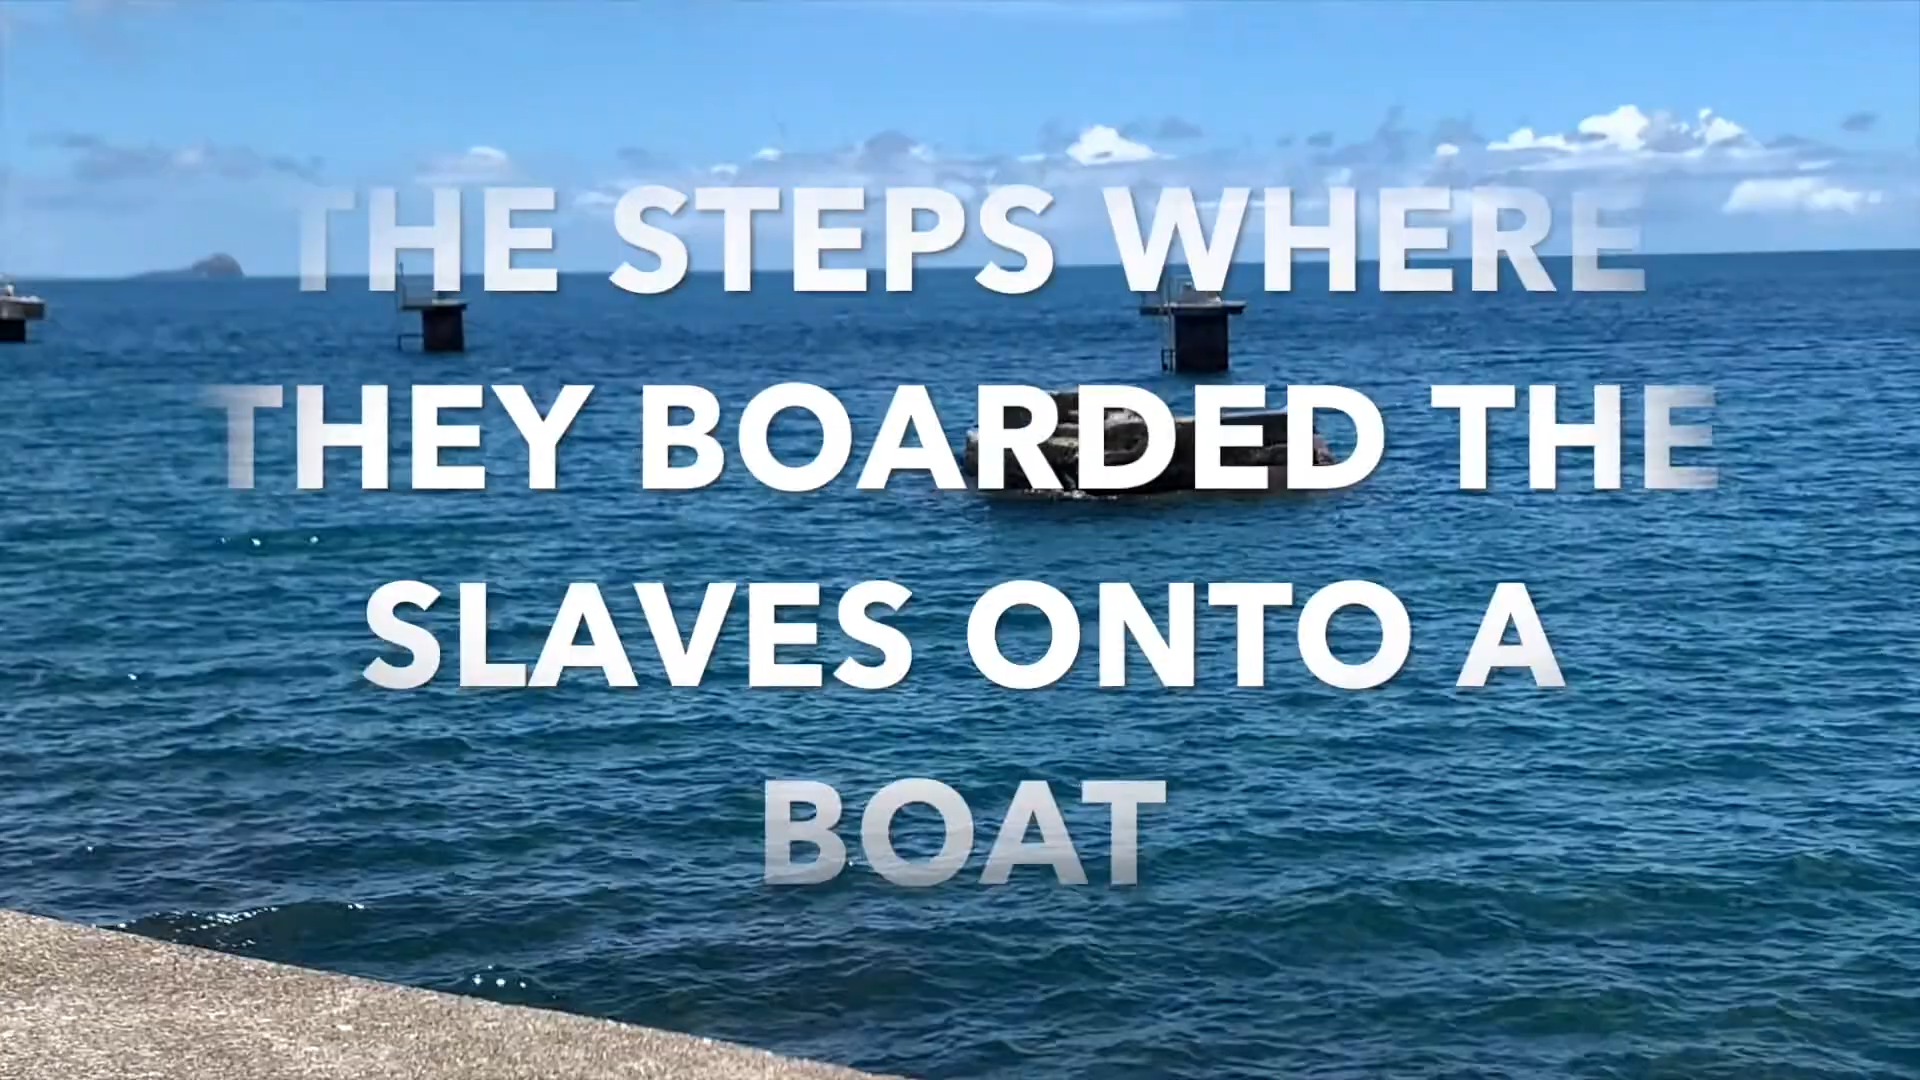 THE STEPS WHERE
THEY BOARDED THE
SLAVES ONTO A
BOAT